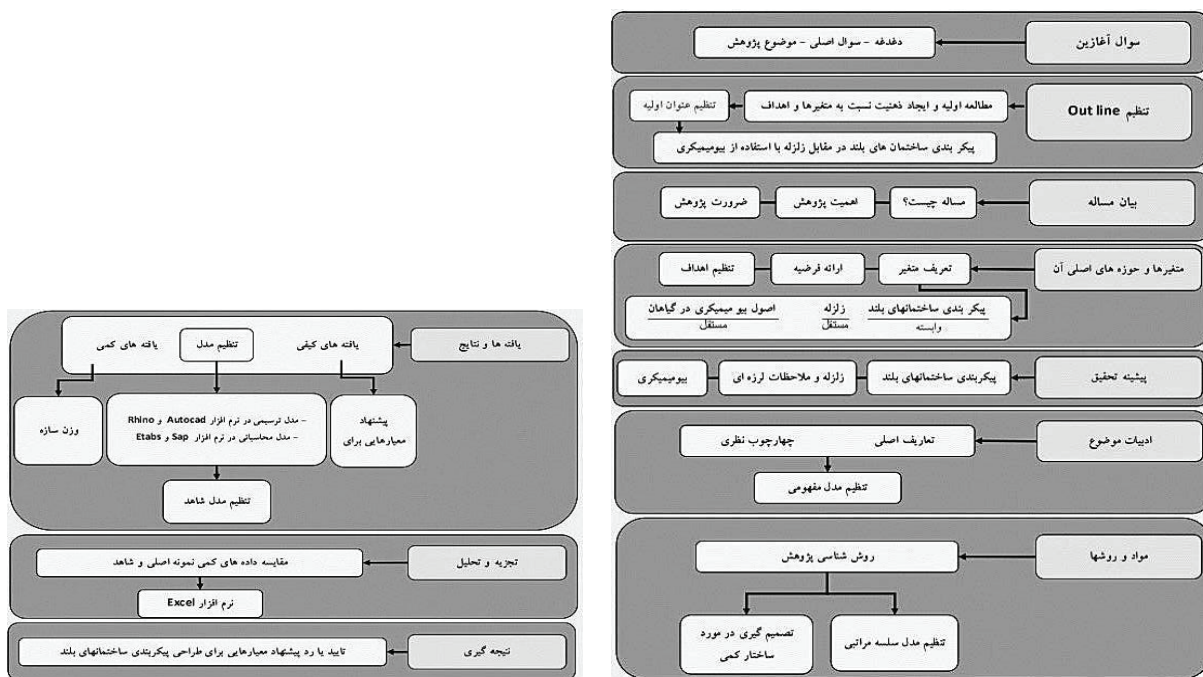 سوال آغازین
دغدغه - سوال اصلی - موضوع پژوهش
تنظیم Out line
مطالعه اولیه و ایجاد ذهنیت نسبت به متغیرها و اهداف
تنظیم عنوان اولیه
پیکر بندی ساختمان های بلند در مقابل زلزله با استفاده از بیومیمیکری
بیان مساله
مساله چیست؟
اهمیت پژوهش
ضرورت پژوهش
متغیرها و حوزه های اصلی آن
تعریف متغیر
ارائه فرضیه
تنظیم اهداف
پیکر بندی ساختمانهای بلند
وابسته
زلزله
مستقل
اصول بیو میمیکری در گیاهان
مستقل
پیشینه تحقیق
پیکربندی ساختمانهای بلند
زلزله و ملاحظات لرزه ای
بیومیمیکری
ادبیات موضوع
تعاریف اصلی
چهارچوب نظری
تنظیم مدل مفهومی
مواد و روشها
روش شناسی پژوهش
تنظیم مدل سلسه مراتبی
تصمیم گیری در مورد
ساختار کمی
یافته ها و نتایج
یافته های کیفی
تنظیم مدل
یافته های کمی
پیشنهاد
معیارهایی برای
- مدل ترسیمی در نرم افزار Autocad و Rhino
- مدل محاسباتی در نرم افزار Sap و Etabs
وزن سازه
تنظیم مدل شاهد
تجزیه و تحلیل
مقایسه داده های کمی نمونه اصلی و شاهد
نرم افزار Excel
نتیجه گیری
تایید یا رد پیشنهاد معیارهایی برای طراحی پیکربندی ساختمانهای بلند